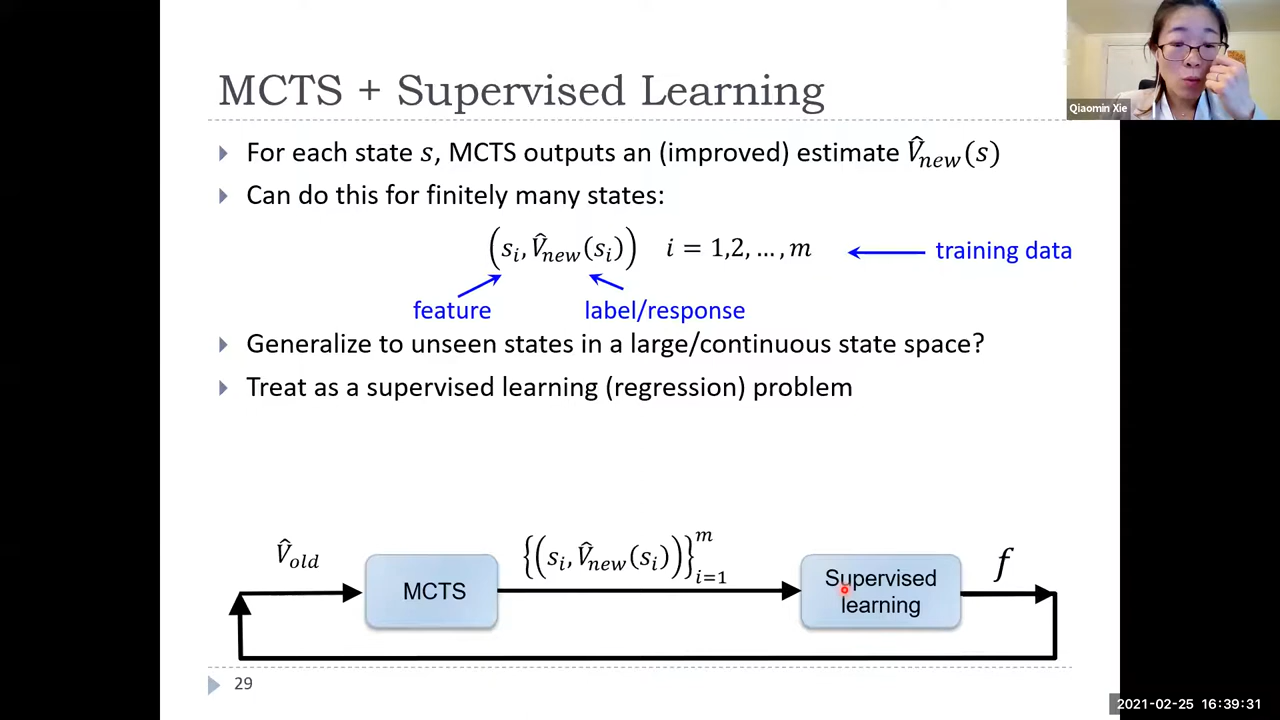 MCTS + Supervised Learning
Qiaomin Xie
For each state s, MCTS outputs an (improved) estimate V̂_new(s)
Can do this for finitely many states:
(s_i, V̂_new(s_i)) i = 1,2, …, m
training data
feature
label/response
Generalize to unseen states in a large/continuous state space?
Treat as a supervised learning (regression) problem
V̂_old
MCTS
{(s_i, V̂_new(s_i))}_{i=1}^m
Supervised
learning
f
29
2021-02-25 16:39:31